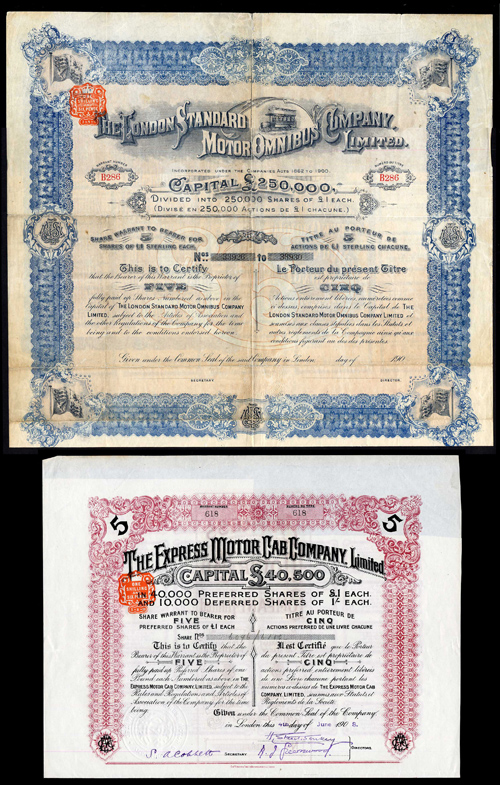 WARRANT NUMBER
B286
B286
THE LONDON STANDARD
MOTOR OMNIBUS COMPANY,
LIMITED.
INCORPORATED UNDER THE COMPANIES ACTS 1862 TO 1900.
CAPITAL £250,000.
DIVIDED INTO 250,000 SHARES OF £1 EACH.
(DIVISÉ EN 250,000 ACTIONS DE £1 CHACUNE.)
SHARE WARRANT TO BEARER FOR
5
SHARES OF £1 STERLING EACH.
TITRE AU PORTEUR DE
5
ACTIONS DE £1 STERLING CHACUNE.
Nos to
This is to Certify
that the Bearer of this Warrant is the Proprietor of
FIVE
fully paid up Shares Numbered as above in the
Capital of THE LONDON STANDARD MOTOR OMNIBUS COMPANY
LIMITED, subject to the Articles of Association and
the other Regulations of the Company for the time
being and to the conditions endorsed hereon.
Le Porteur du présent Titre
est propriétaire de
CINQ
Actions entièrement libérées, numérotées comme
ci-dessus, comprises dans le Capital de THE
LONDON STANDARD MOTOR OMNIBUS COMPANY LIMITED et
soumises aux clauses stipulées dans les Statuts et
autres règlements de la Compagnie ainsi qu'aux
conditions figurant au dos des présentes.
Given under the Common Seal of the said Company in London day of 190
SECRETARY.
DIRECTOR.
5
WARRANT NUMBER
618
618
5
THE EXPRESS MOTOR CAB COMPANY, Limited.
CAPITAL £40,500
IN 40,000 PREFERRED SHARES OF £1 EACH.
AND 10,000 DEFERRED SHARES OF 1/- EACH.
SHARE WARRANT TO BEARER FOR
FIVE
PREFERRED SHARES OF £1 EACH
TITRE AU PORTEUR DE
CINQ
ACTIONS PREFERRED DE UNE LIVRE CHACUNE
SHARE Nos
This is to Certify that the
Bearer of this Warrant is the Proprietor of
FIVE
fully paid up Preferred Shares of one
Pound each Numbered as above in THE
EXPRESS MOTOR CAB COMPANY, LIMITED, subject to the
Memorandum and Articles of
Association of the Company for the time
being.
Il est Certifié que le Porteur
du présent Titre est propriétaire de
CINQ
actions preferred entièrement libérées de
une Livre chacune portant les
numéros ci-dessus de THE EXPRESS MOTOR CAB
COMPANY, LIMITED, soumises aux Statuts et
Règlements de la Société.
Given under the Common Seal of the Company
in London this day of June 190
SECRETARY
DIRECTORS.